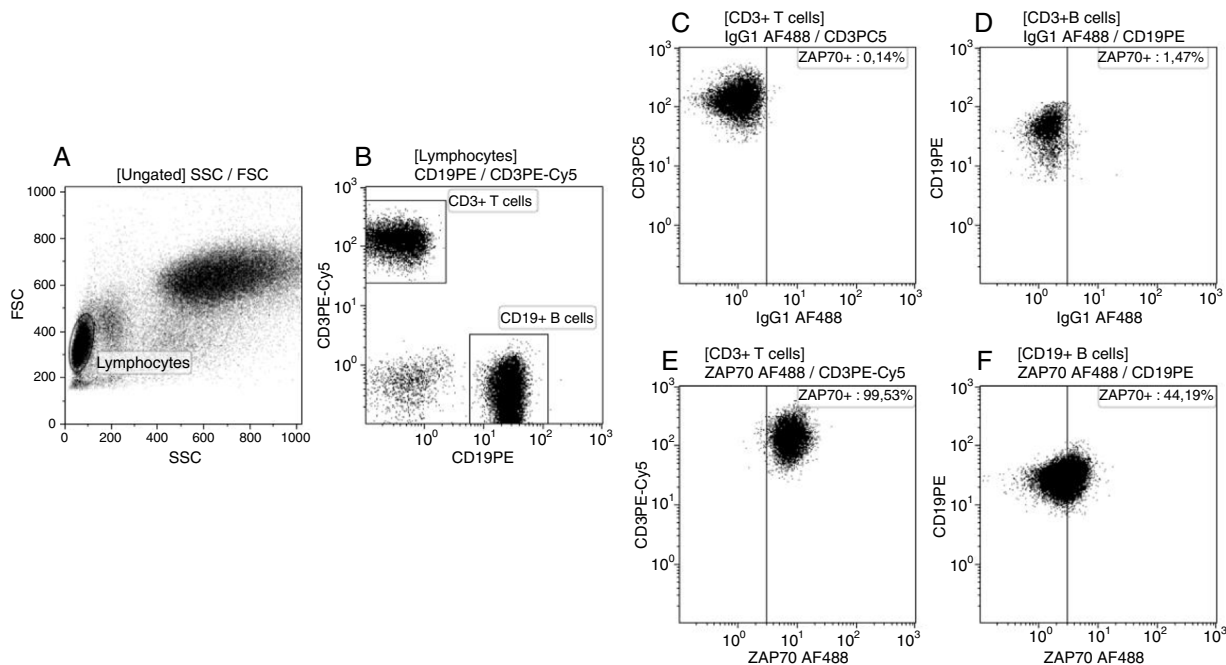 A
[Ungated] SSC / FSC
1000
800
600
400
200
0
FSC
Lymphocytes
0 200 400 600 800 1000
SSC
B
[Lymphocytes]
CD19PE / CD3PE-Cy5
10³
10²
10¹
10⁰
CD3PE-Cy5
CD3+ T cells
CD19+ B cells
10⁰ 10¹ 10² 10³
CD19PE
C
[CD3+ T cells]
IgG1 AF488 / CD3PC5
ZAP70+ : 0,14%
10³
10²
10¹
10⁰
CD3PC5
10⁰ 10¹ 10² 10³
IgG1 AF488
D
[CD3+B cells]
IgG1 AF488 / CD19PE
ZAP70+ : 1,47%
10³
10²
10¹
10⁰
CD19PE
10⁰ 10¹ 10² 10³
IgG1 AF488
E
[CD3+ T cells]
ZAP70 AF488 / CD3PE-Cy5
ZAP70+ : 99,53%
10³
10²
10¹
10⁰
CD3PE-Cy5
10⁰ 10¹ 10² 10³
ZAP70 AF488
F
[CD19+ B cells]
ZAP70 AF488 / CD19PE
ZAP70+ : 44,19%
10³
10²
10¹
10⁰
CD19PE
10⁰ 10¹ 10² 10³
ZAP70 AF488